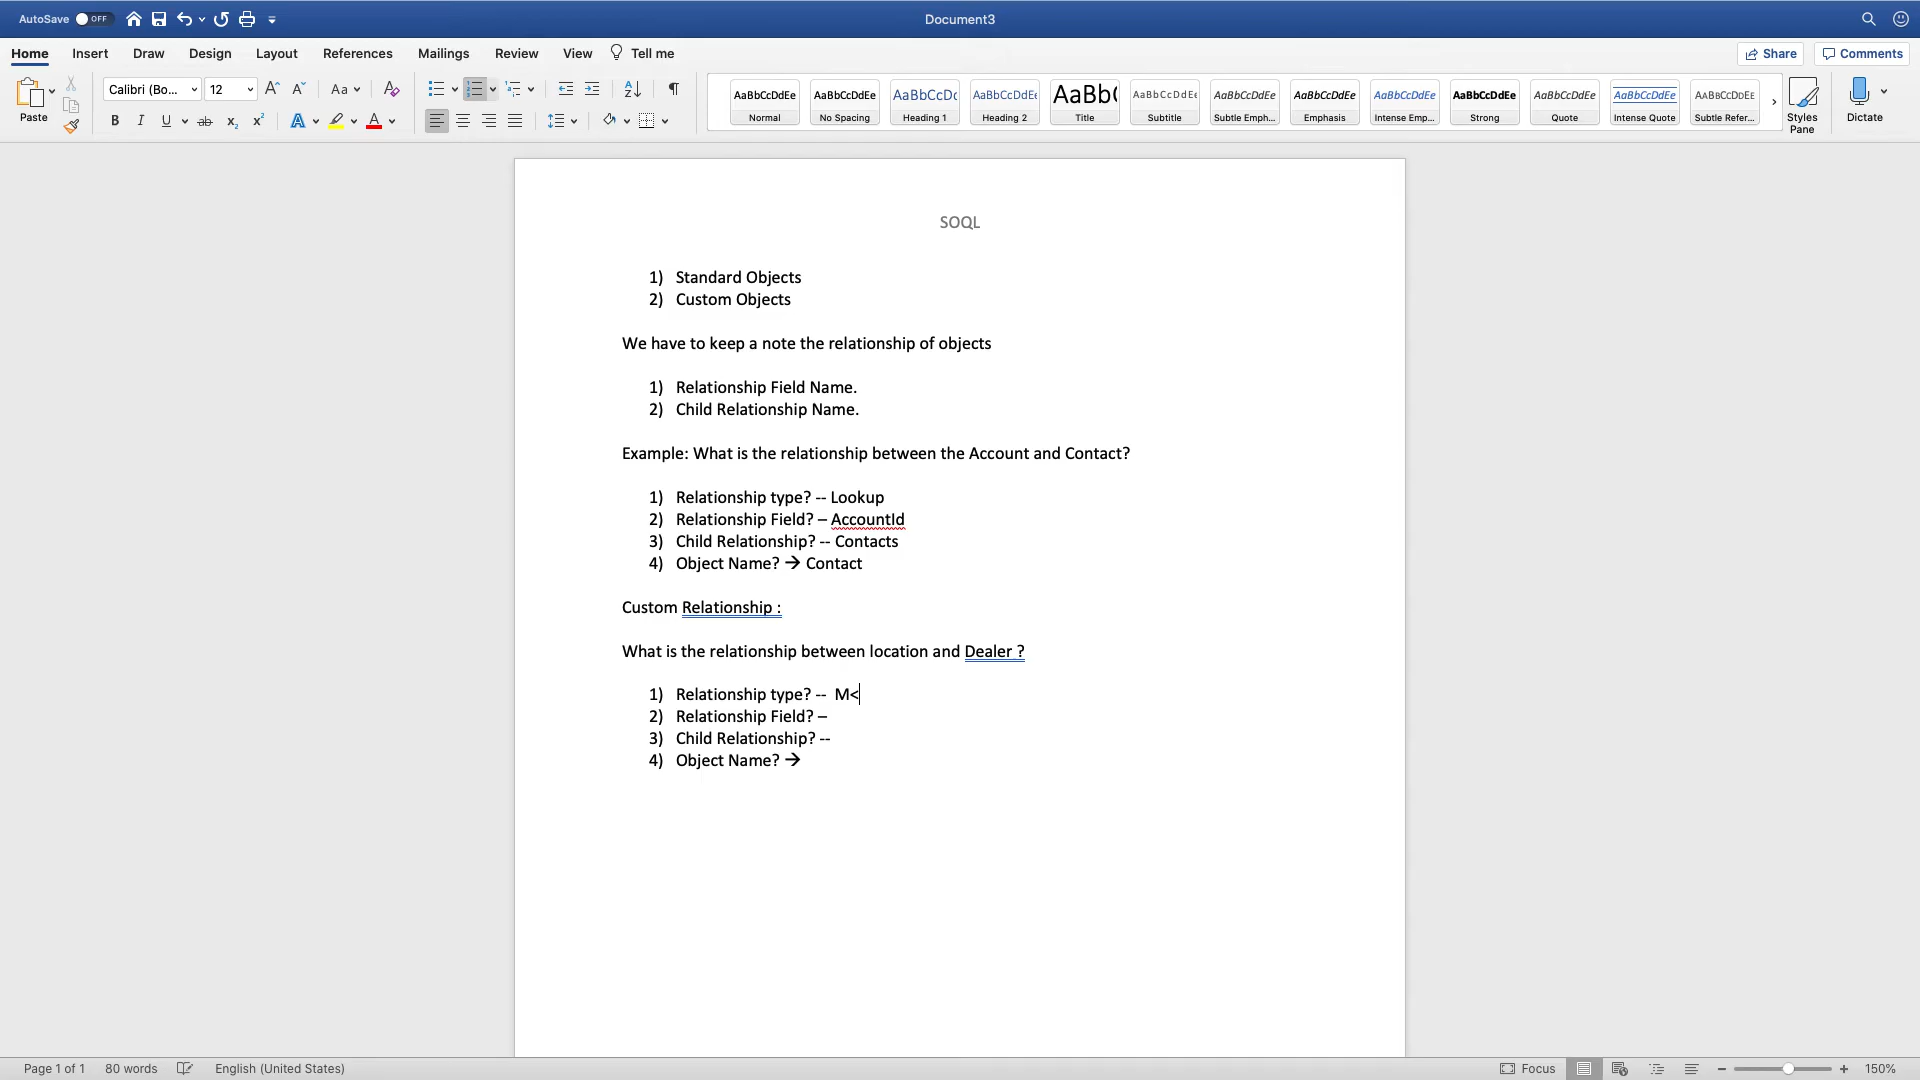 AutoSave OFF
Document3
Home Insert Draw Design Layout References Mailings Review View Tell me
Share Comments
Paste
Calibri (Bo... 12
Aa
B I U ab x₂ x² A A
AaBbCcDdEe AaBbCcDdEe AaBbCcDc AaBbCcDdEe AaBb( AaBbCcDdEe AaBbCcDdEe AaBbCcDdEe AaBbCcDdEe AaBbCcDdEe AaBbCcDdEe AaBbCcDdEe AaBbCcDdEe
Normal No Spacing Heading 1 Heading 2 Title Subtitle Subtle Emph... Emphasis Intense Emp... Strong Quote Intense Quote Subtle Refer...
Styles Pane
Dictate
SOQL
1) Standard Objects
2) Custom Objects
We have to keep a note the relationship of objects
1) Relationship Field Name.
2) Child Relationship Name.
Example: What is the relationship between the Account and Contact?
1) Relationship type? -- Lookup
2) Relationship Field? – AccountId
3) Child Relationship? -- Contacts
4) Object Name? → Contact
Custom Relationship :
What is the relationship between location and Dealer ?
1) Relationship type? -- M<
2) Relationship Field? –
3) Child Relationship? --
4) Object Name? →
Page 1 of 1 80 words English (United States) Focus 150%